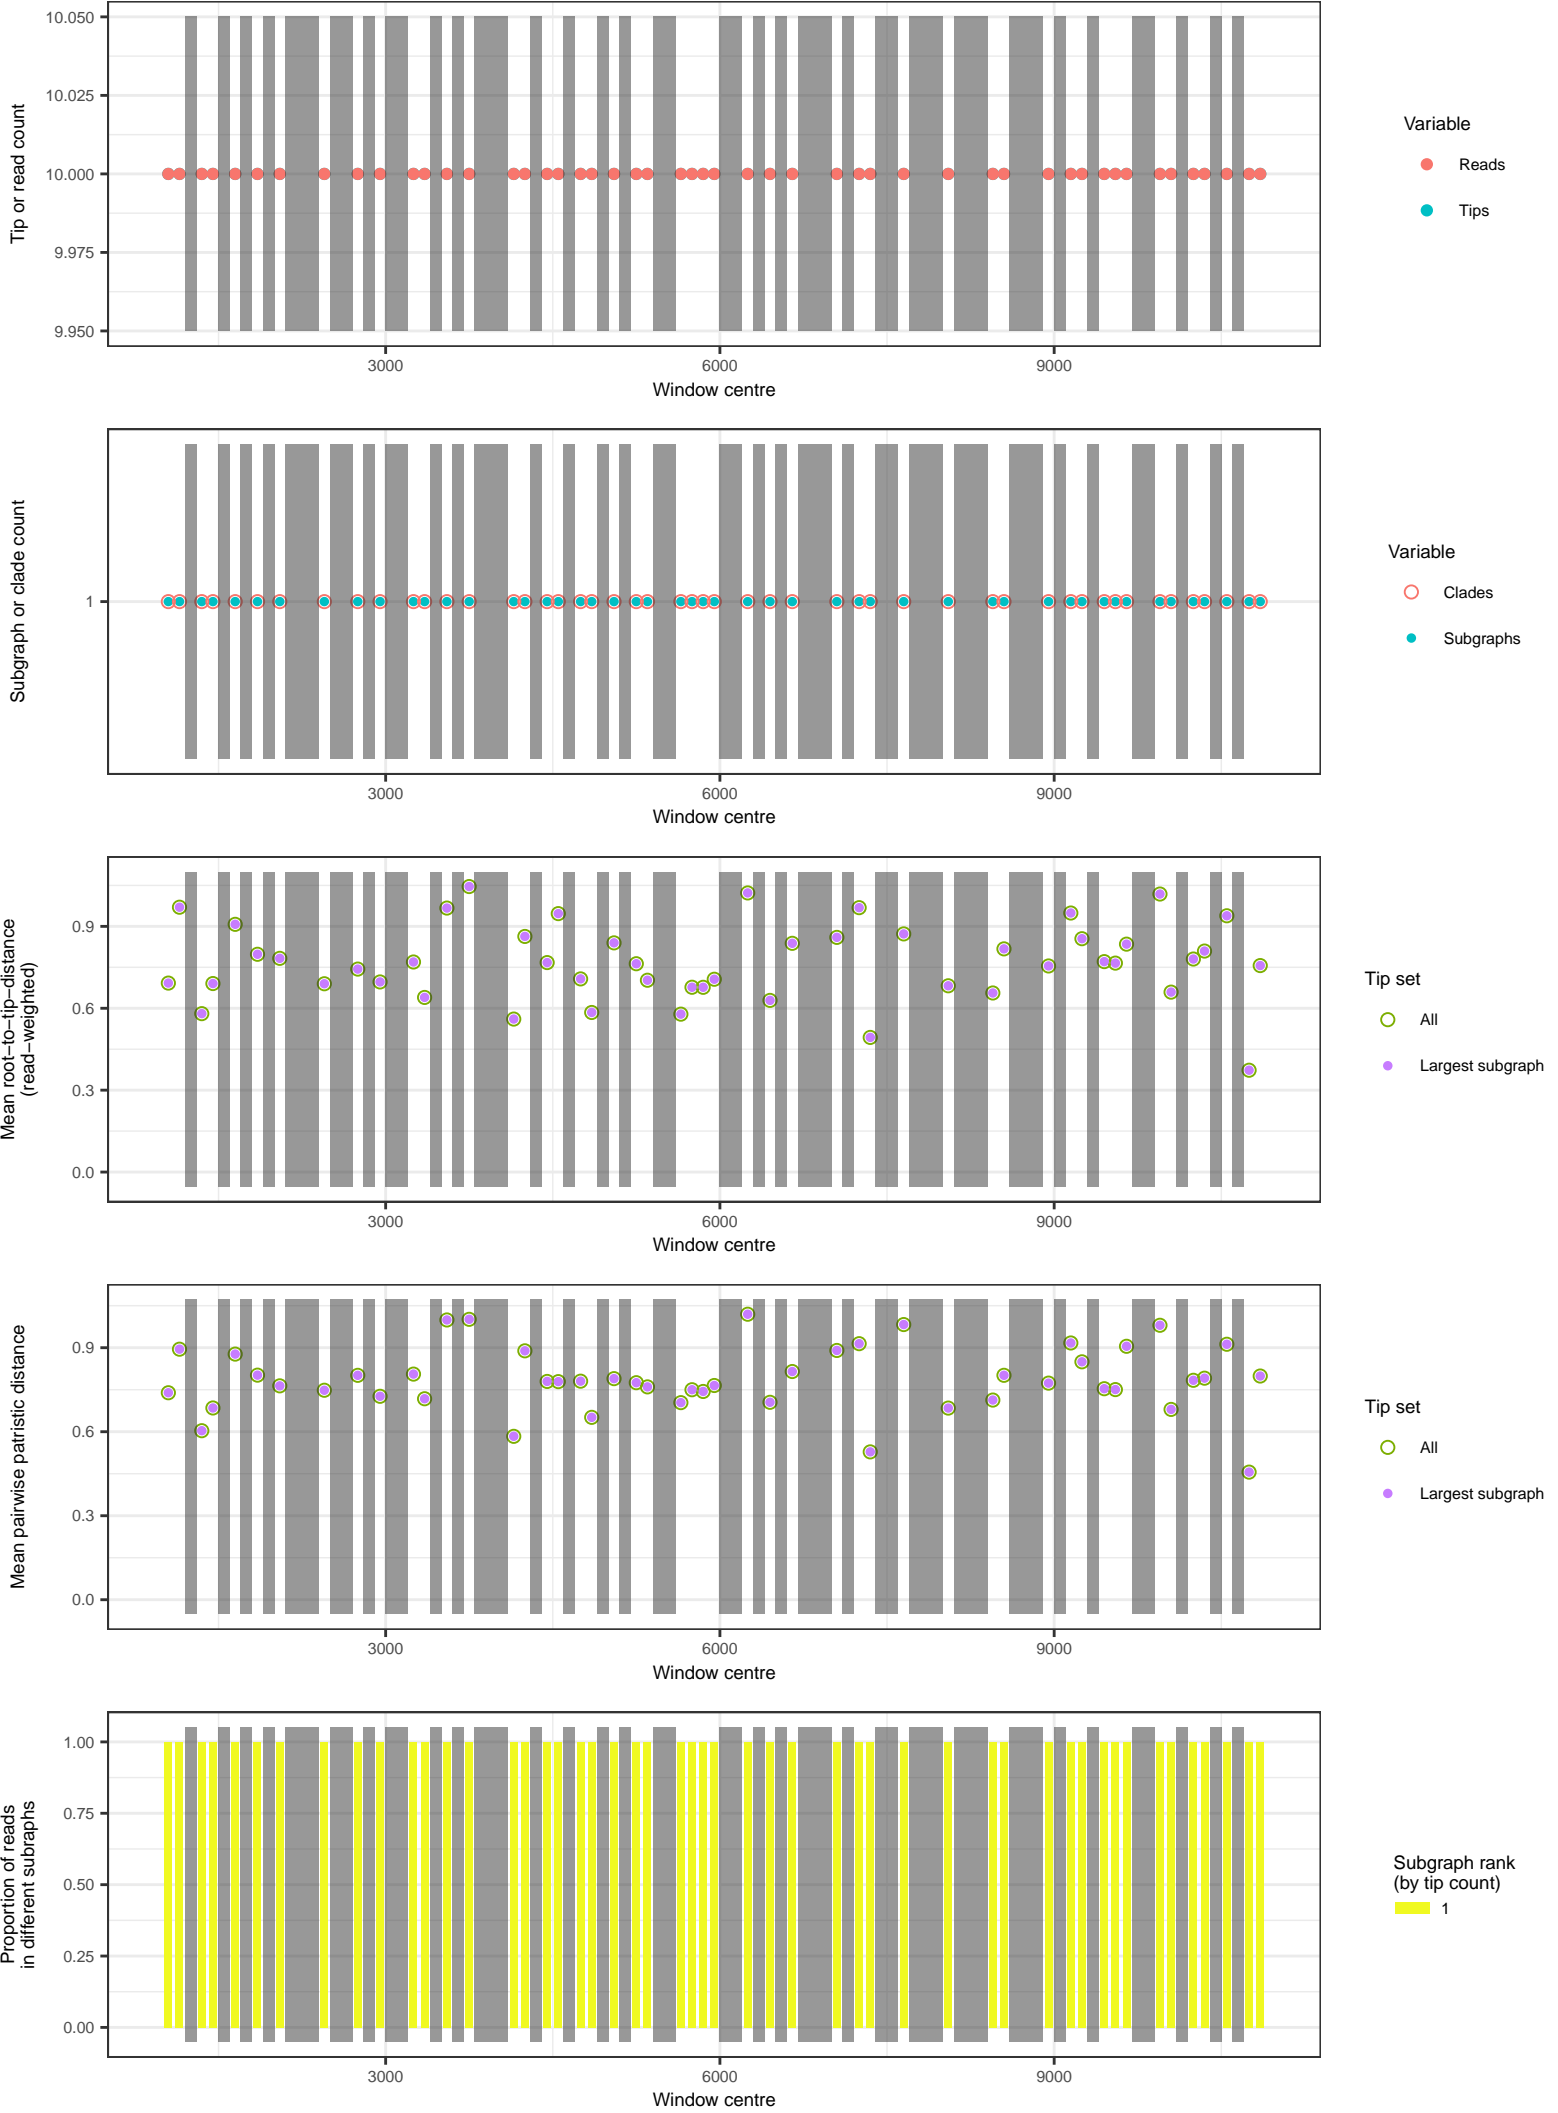 10.050
10.025
10.000
9.975
9.950
Tip or read count
3000
6000
9000
Window centre
Variable
Reads
Tips
1
Subgraph or clade count
3000
6000
9000
Window centre
Variable
Clades
Subgraphs
0.9
0.6
0.3
0.0
Mean root−to−tip−distance
(read−weighted)
3000
6000
9000
Window centre
Tip set
All
Largest subgraph
0.9
0.6
0.3
0.0
Mean pairwise patristic distance
3000
6000
9000
Window centre
Tip set
All
Largest subgraph
1.00
0.75
0.50
0.25
0.00
Proportion of reads
in different subraphs
3000
6000
9000
Window centre
Subgraph rank
(by tip count)
1